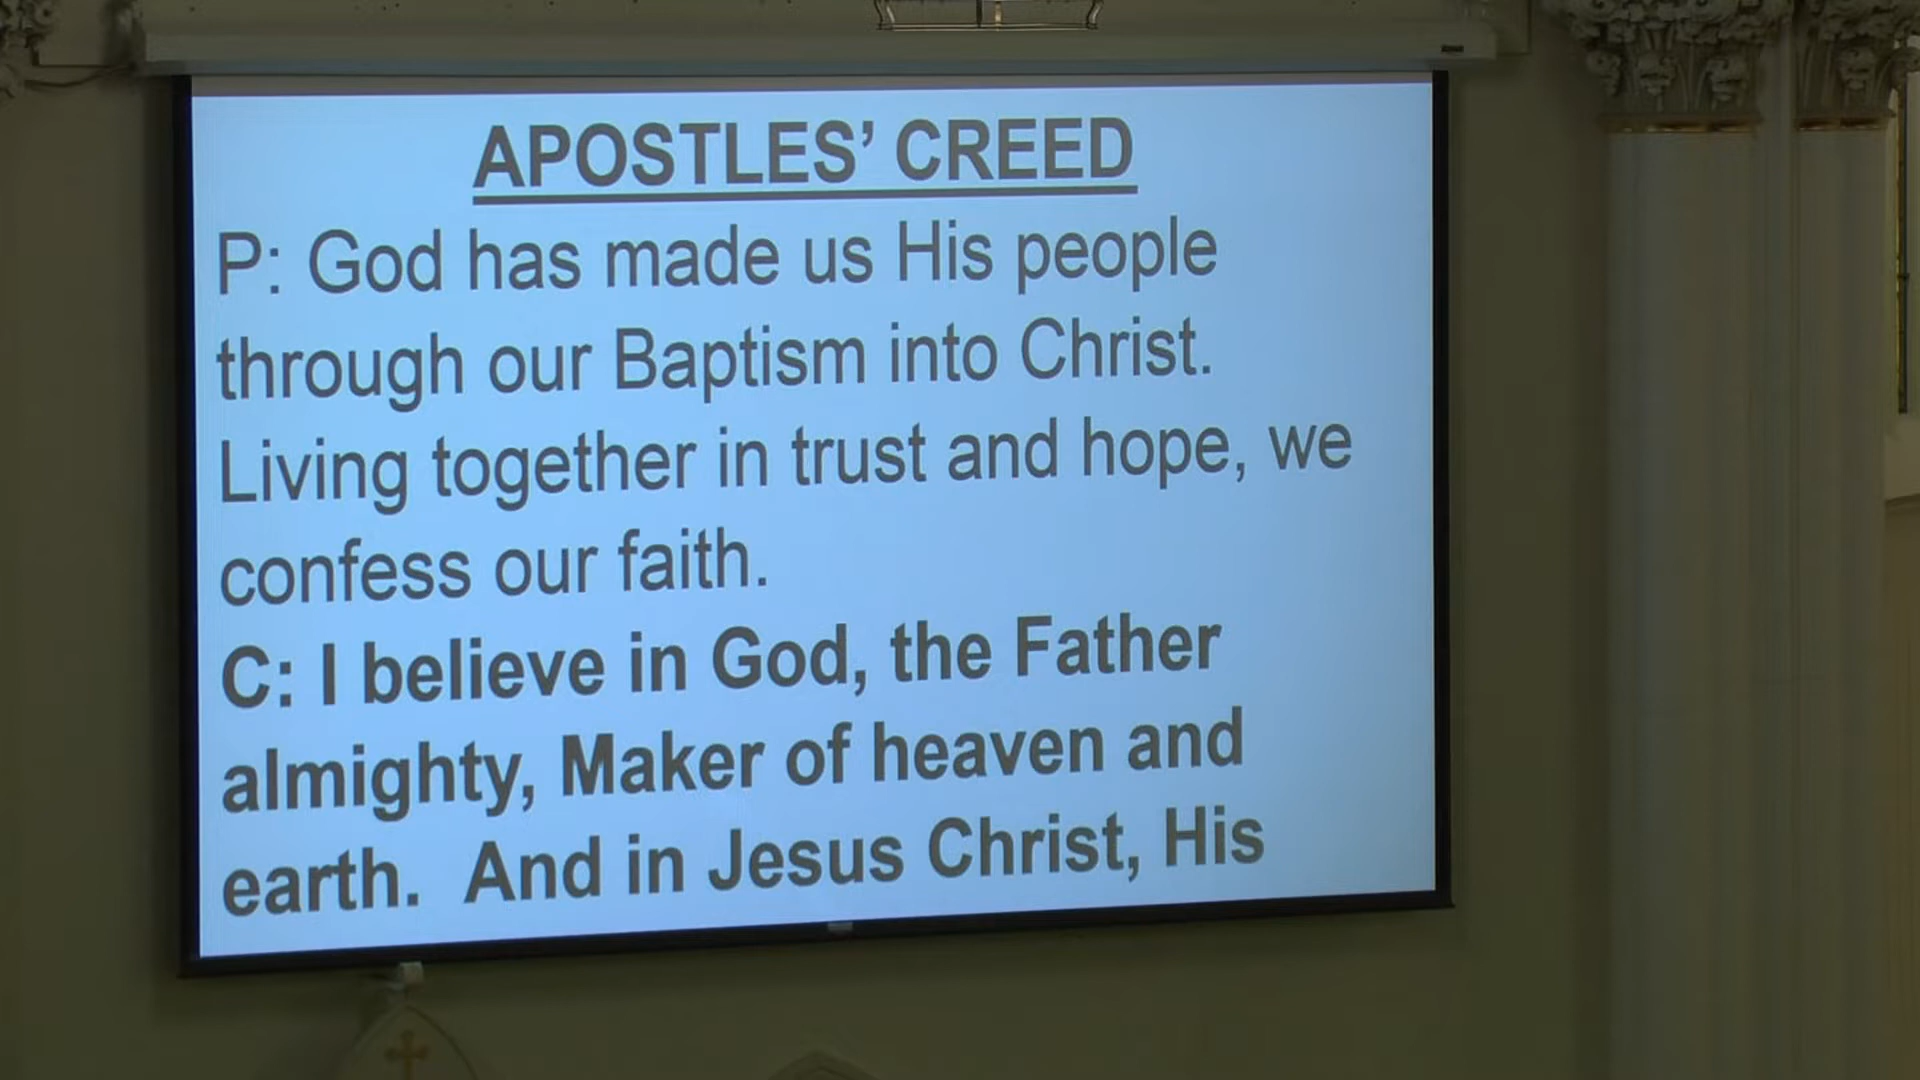 APOSTLES’ CREED
P: God has made us His people
through our Baptism into Christ.
Living together in trust and hope, we
confess our faith.
C: I believe in God, the Father
almighty, Maker of heaven and
earth.  And in Jesus Christ, His